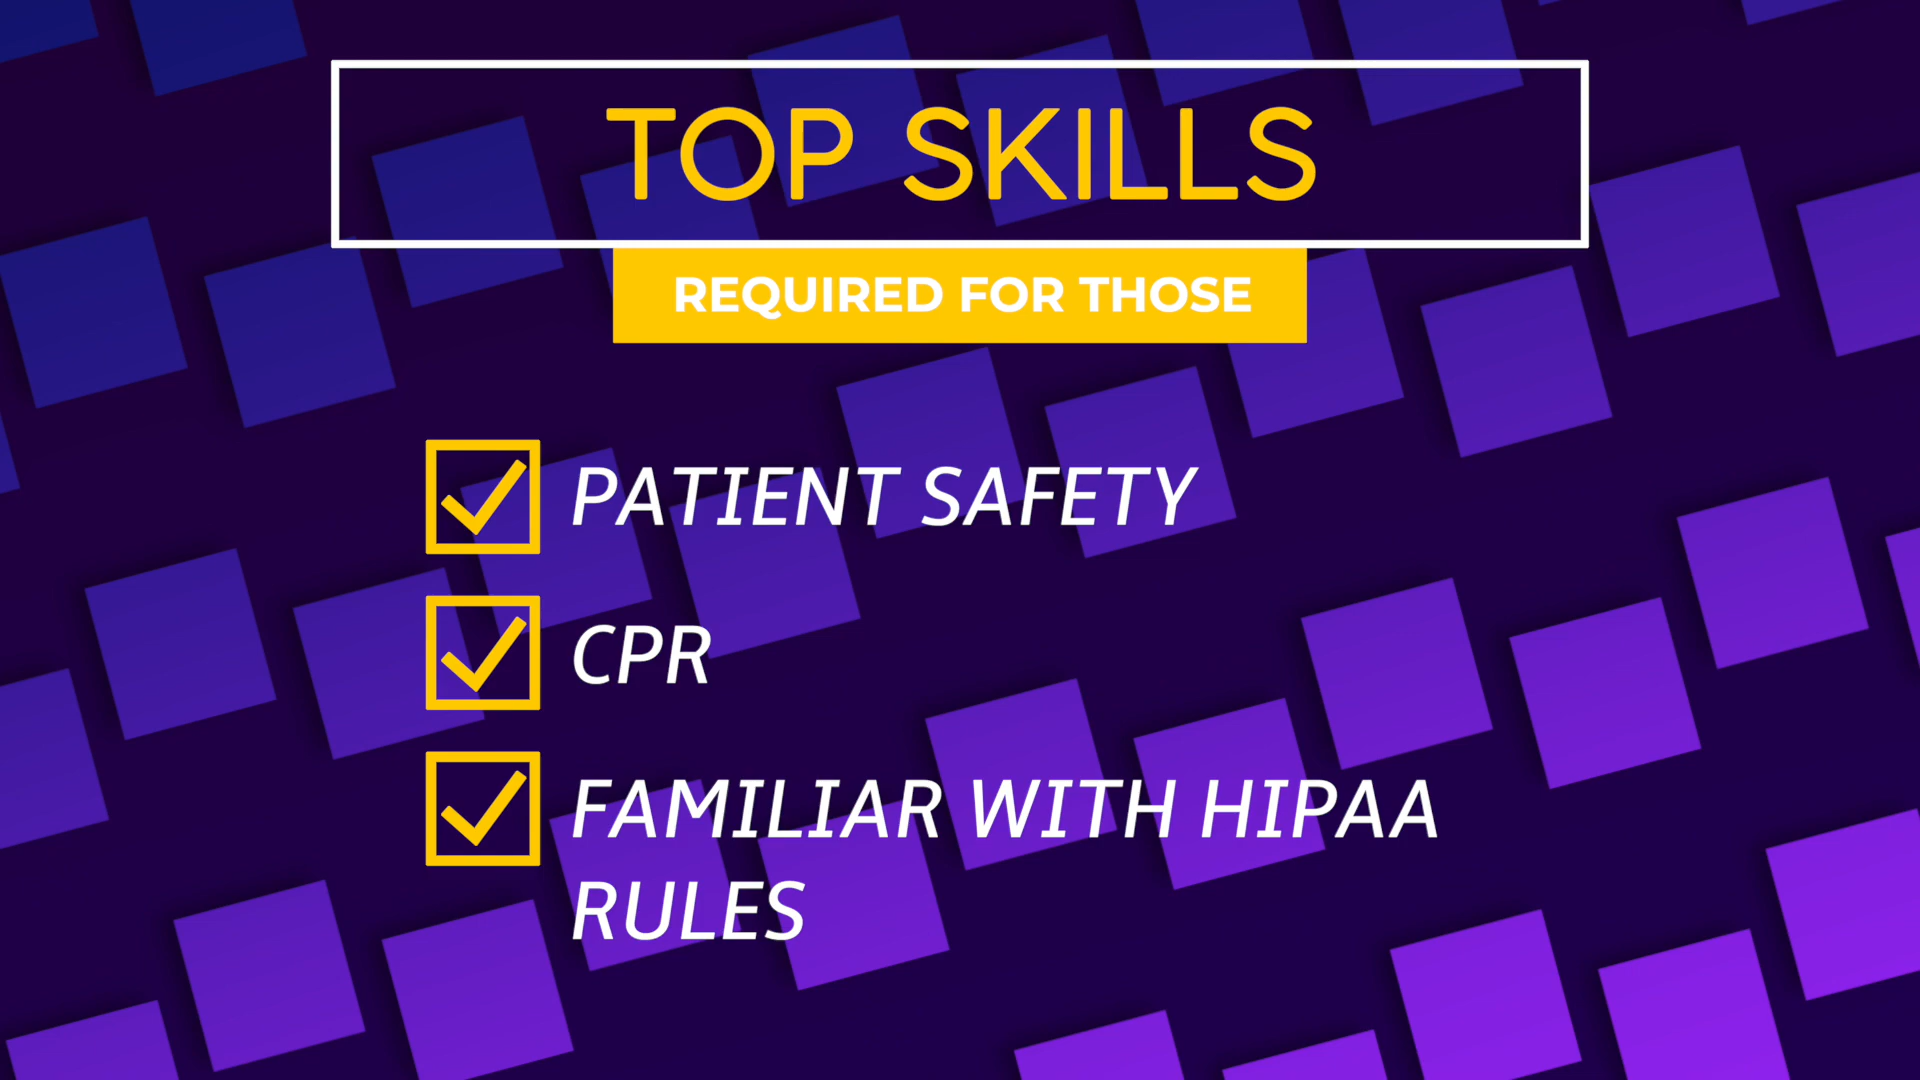 TOP SKILLS
REQUIRED FOR THOSE
PATIENT SAFETY
CPR
FAMILIAR WITH HIPAA
RULES